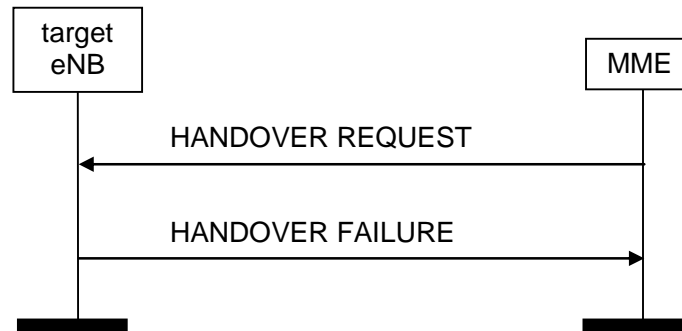 target
eNB
MME
HANDOVER REQUEST
HANDOVER FAILURE